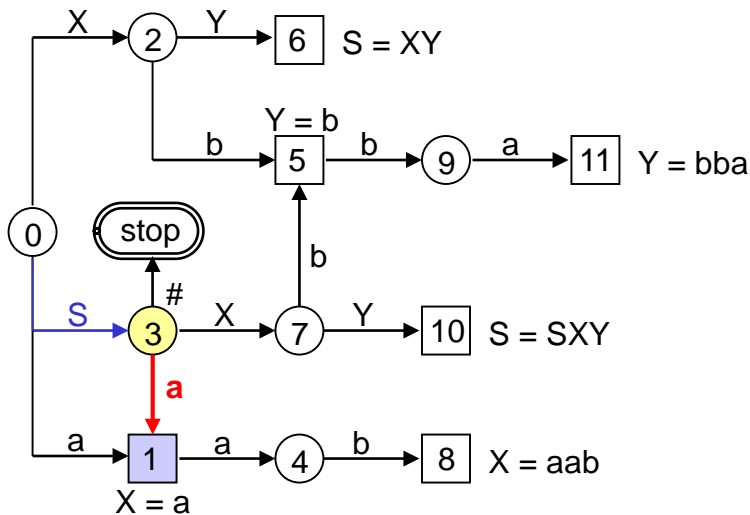 X
2
Y
6
S = XY
Y = b
b
5
b
9
a
11
Y = bba
0
stop
b
#
S
3
X
7
Y
10
S = SXY
a
a
1
a
4
b
8
X = aab
X = a